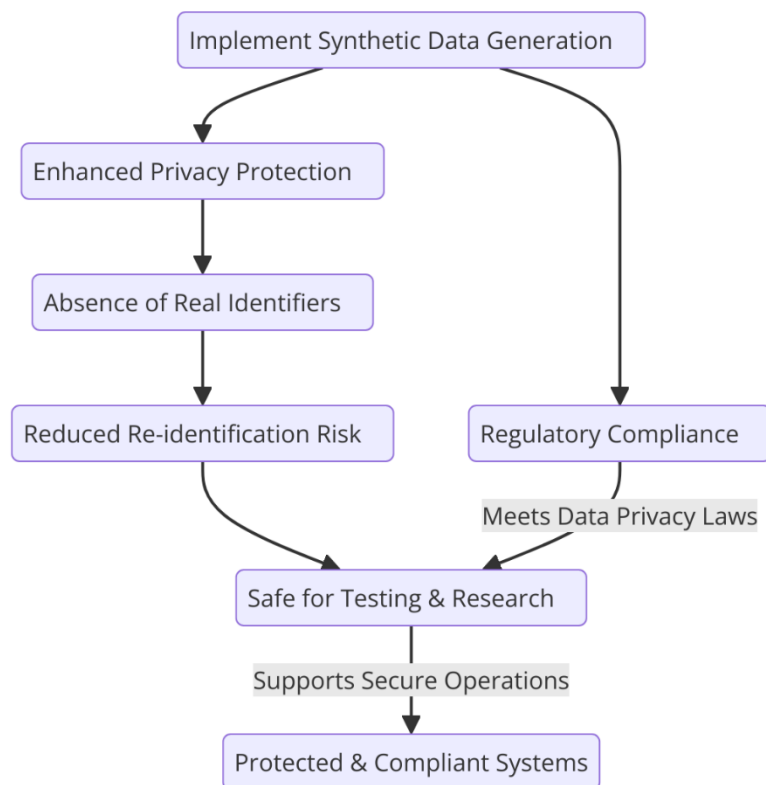 Implement Synthetic Data Generation
Enhanced Privacy Protection
Absence of Real Identifiers
Reduced Re-identification Risk
Regulatory Compliance
Meets Data Privacy Laws
Safe for Testing & Research
Supports Secure Operations
Protected & Compliant Systems